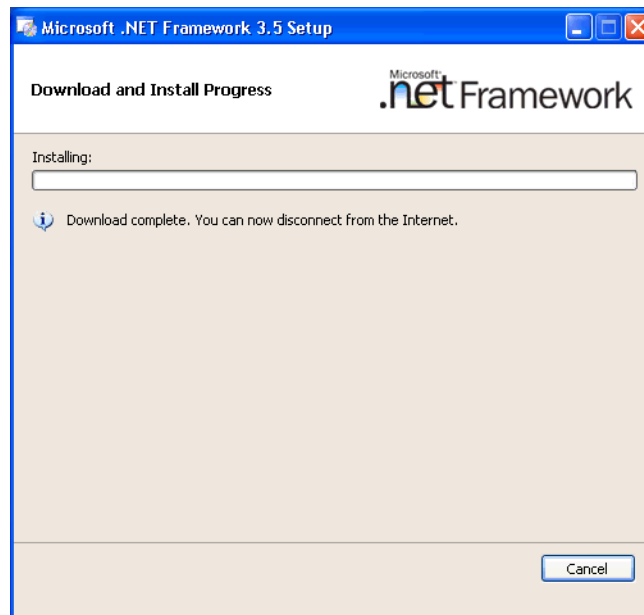 Microsoft .NET Framework 3.5 Setup
Download and Install Progress
Microsoft
.net Framework
Installing:
Download complete. You can now disconnect from the Internet.
Cancel